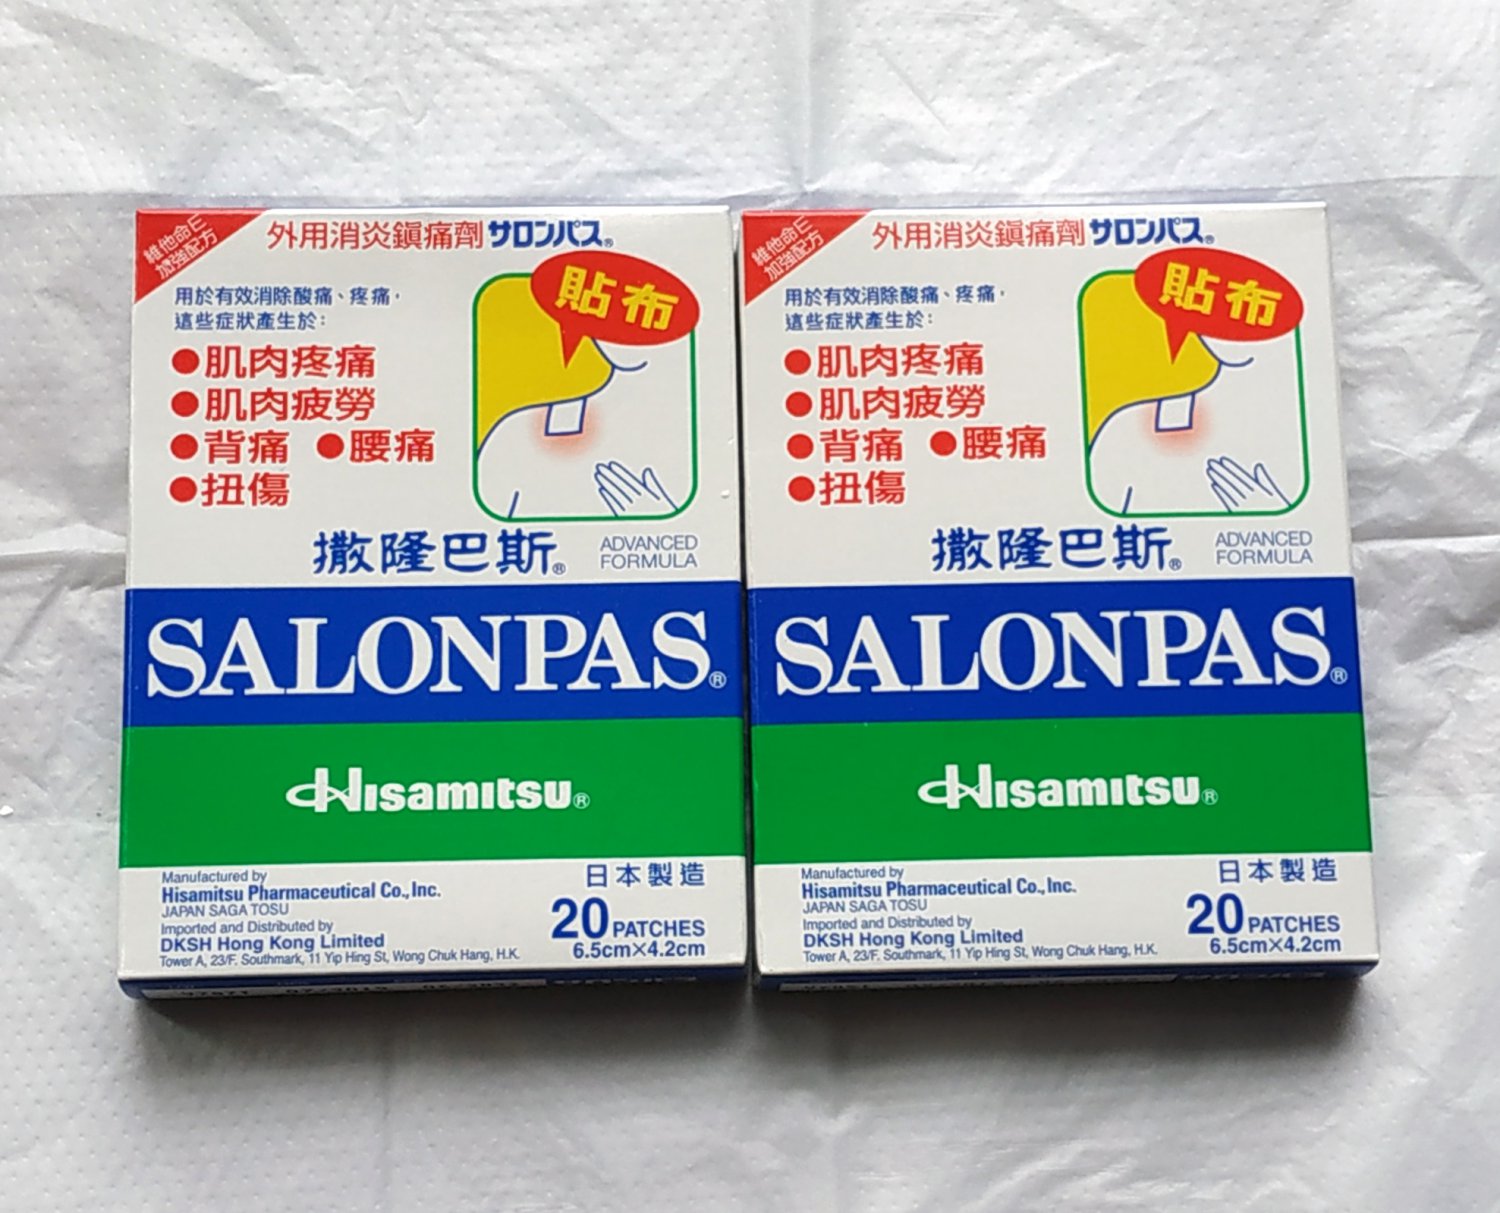 維他命E
加強配方
外用消炎鎮痛劑 サロンパス®
貼布
用於有效消除酸痛、疼痛，
這些症狀產生於：
●肌肉疼痛
●肌肉疲勞
●背痛 ●腰痛
●扭傷
撒隆巴斯®
ADVANCED
FORMULA
SALONPAS®
Hisamitsu®
Manufactured by
Hisamitsu Pharmaceutical Co., Inc.
JAPAN SAGA TOSU
Imported and Distributed by
DKSH Hong Kong Limited
Tower A, 23/F. Southmark, 11 Yip Hing St, Wong Chuk Hang, H.K.
日本製造
20 PATCHES
6.5cm×4.2cm
維他命E
加強配方
外用消炎鎮痛劑 サロンパス®
貼布
用於有效消除酸痛、疼痛，
這些症狀產生於：
●肌肉疼痛
●肌肉疲勞
●背痛 ●腰痛
●扭傷
撒隆巴斯®
ADVANCED
FORMULA
SALONPAS®
Hisamitsu®
Manufactured by
Hisamitsu Pharmaceutical Co., Inc.
JAPAN SAGA TOSU
Imported and Distributed by
DKSH Hong Kong Limited
Tower A, 23/F. Southmark, 11 Yip Hing St, Wong Chuk Hang, H.K.
日本製造
20 PATCHES
6.5cm×4.2cm